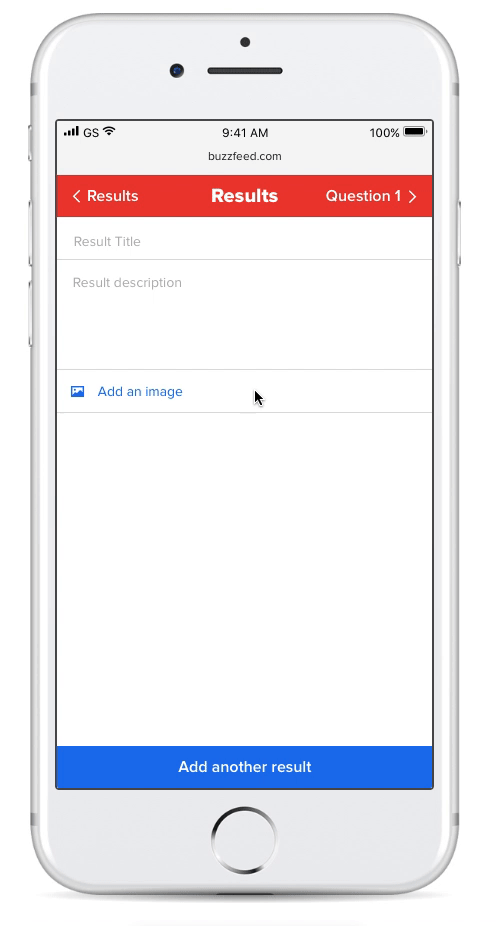 GS 9:41 AM 100%
buzzfeed.com
Results Results Question 1
Result Title
Result description
Add an image
Add another result